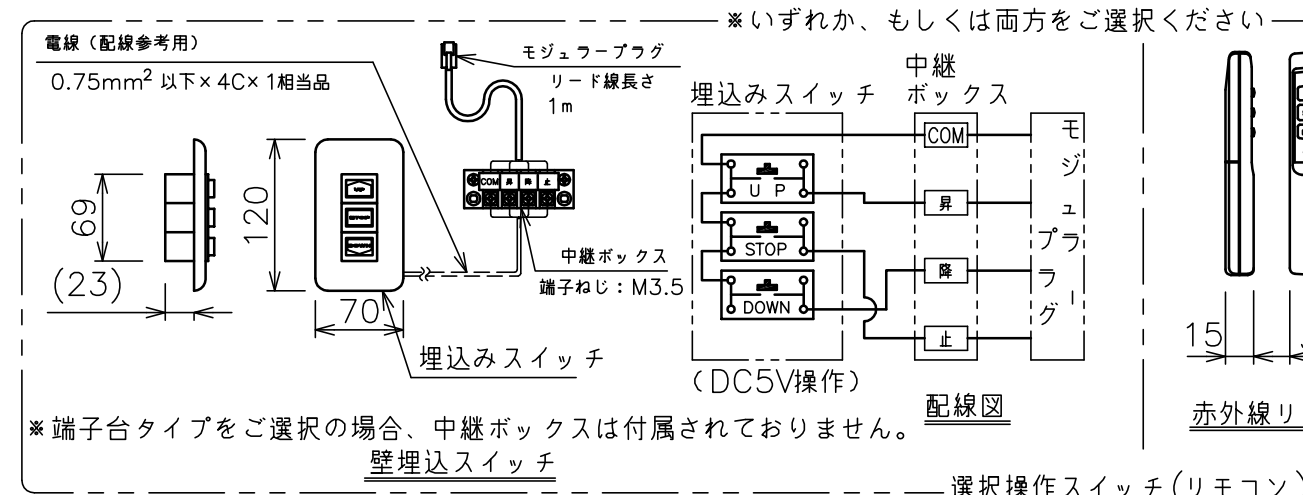 ※いずれか、もしくは両方をご選択ください
電線（配線参考用）
0.75mm² 以下×4C×1相当品
モジュラープラグ
リード線長さ
1m
69
(23)
120
70
UP
STOP
DOWN
COM 昇 降 止
中継ボックス
端子ねじ：M3.5
埋込みスイッチ
埋込みスイッチ
中継
ボックス
COM
昇
降
止
UP
STOP
DOWN
モジュラープラグ
(DC5V操作)
配線図
15
赤外線リ
※端子台タイプをご選択の場合、中継ボックスは付属されておりません。
壁埋込スイッチ
選択操作スイッチ(リモコン)